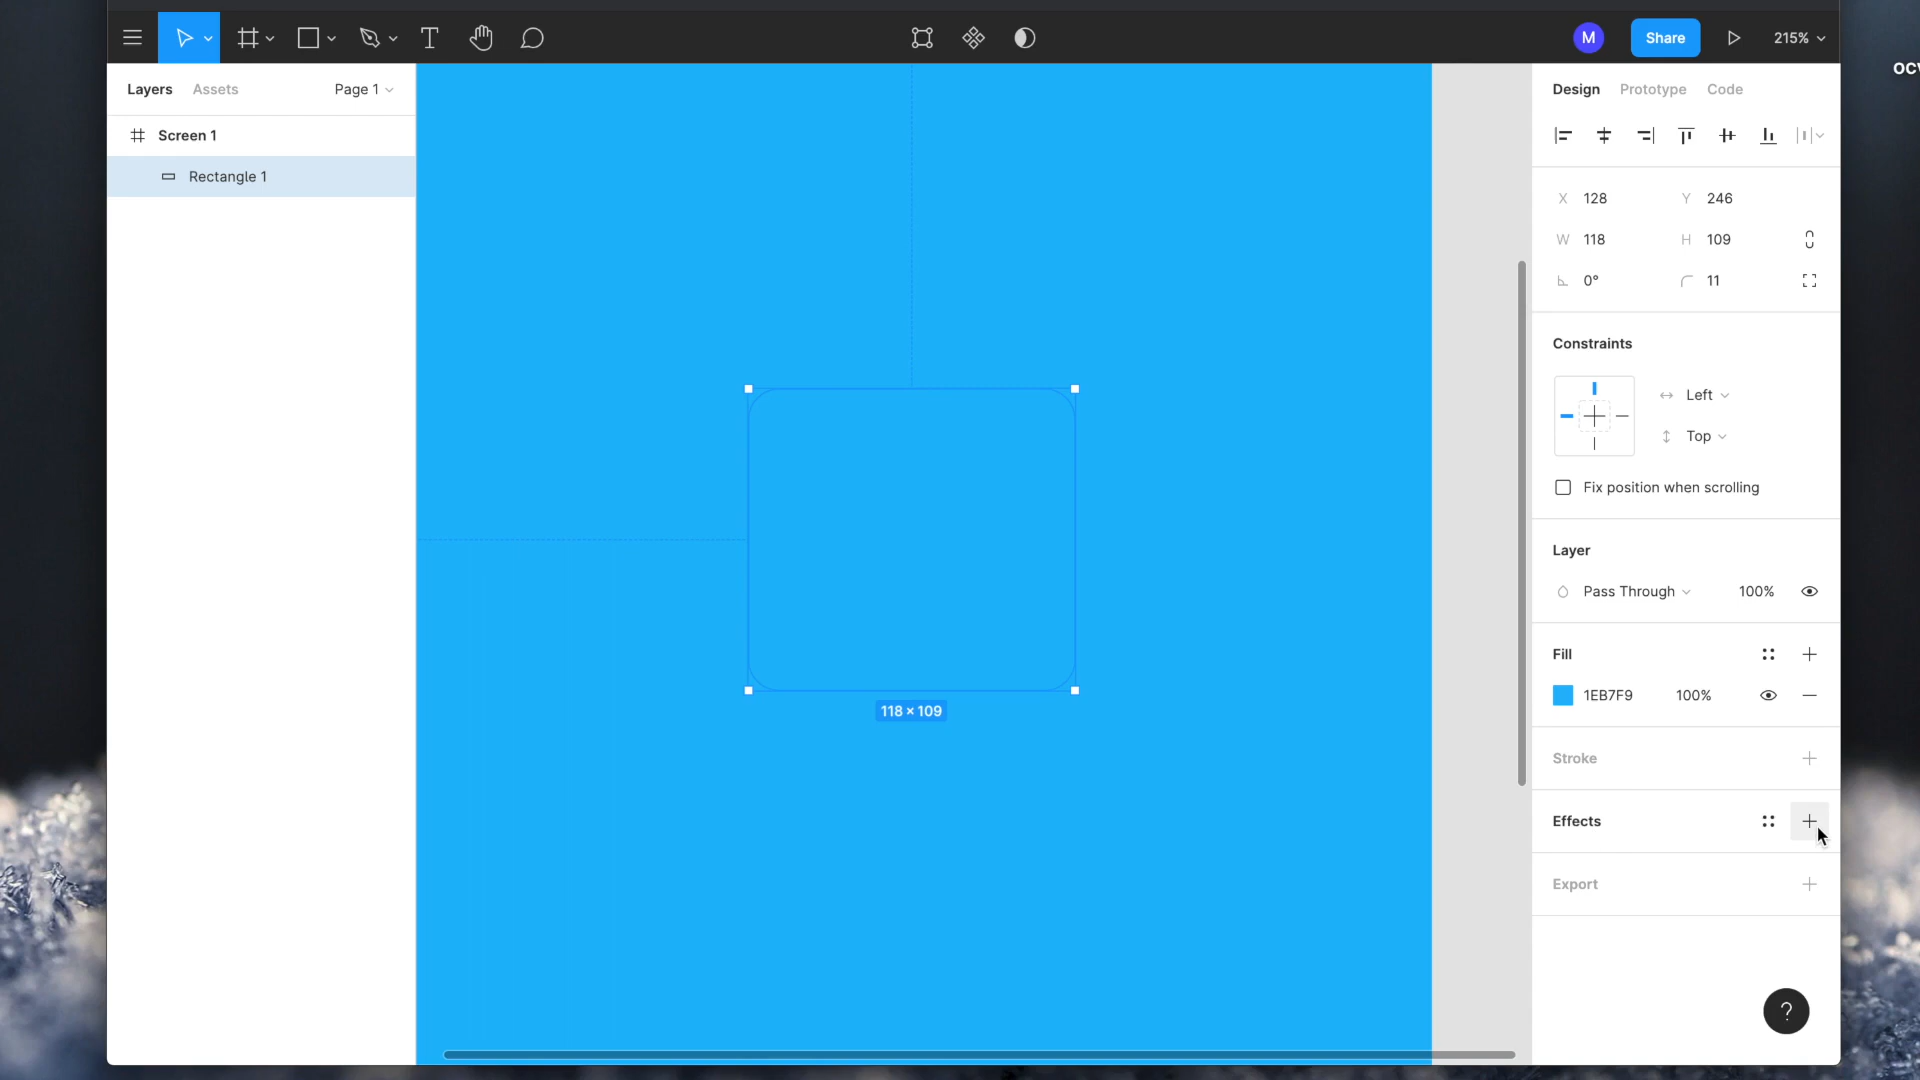 M
Share
215%
Layers
Assets
Page 1
Design
Prototype
Code
Screen 1
Rectangle 1
X 128
Y 246
W 118
H 109
0°
11
Constraints
Left
Top
Fix position when scrolling
Layer
Pass Through
100%
Fill
1EB7F9
100%
118 × 109
Stroke
Effects
Export
?